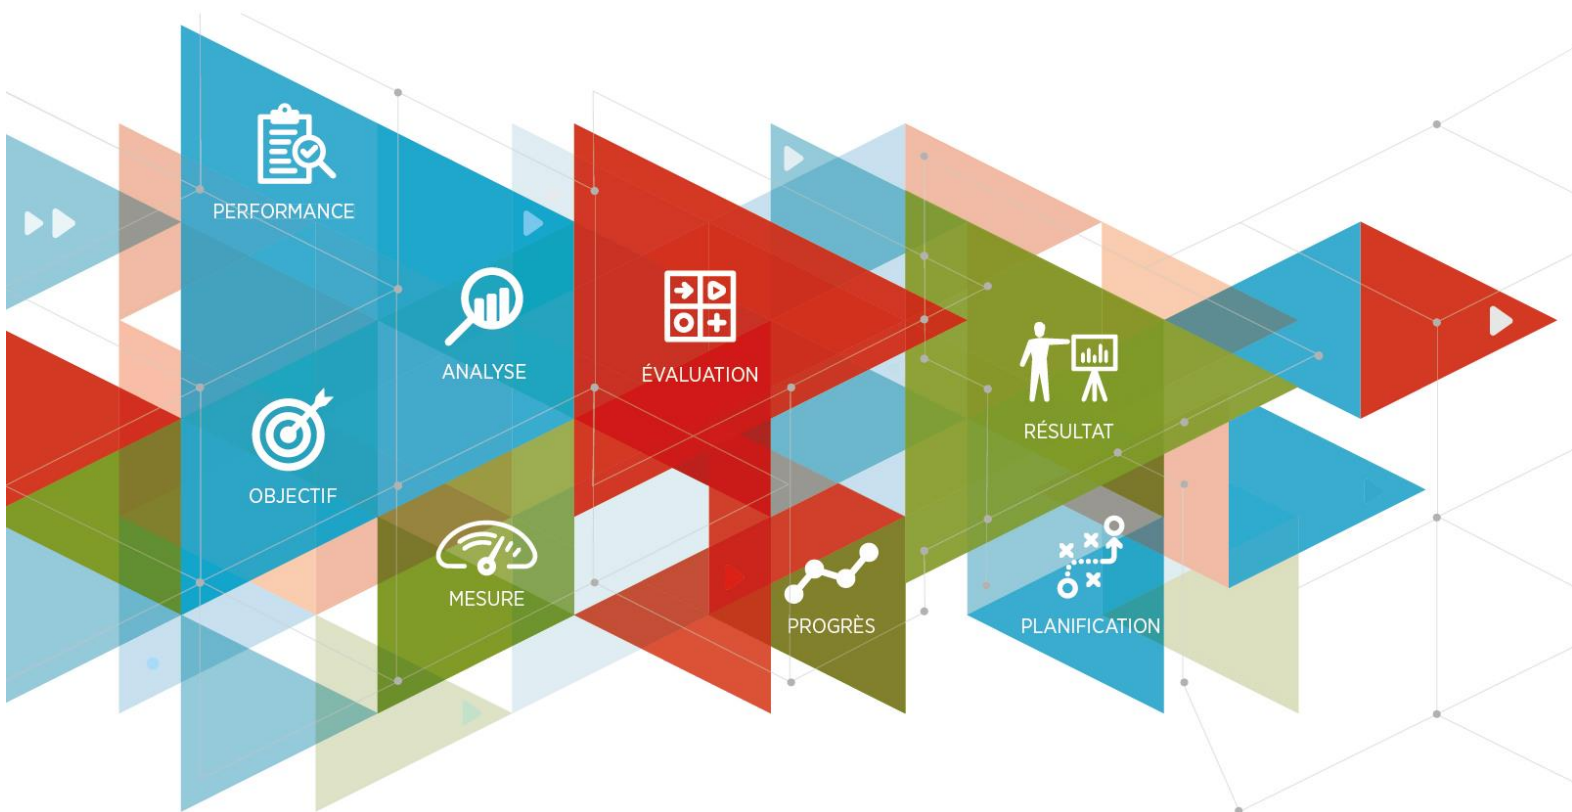 PERFORMANCE
ANALYSE
ÉVALUATION
RÉSULTAT
OBJECTIF
MESURE
PROGRÈS
PLANIFICATION